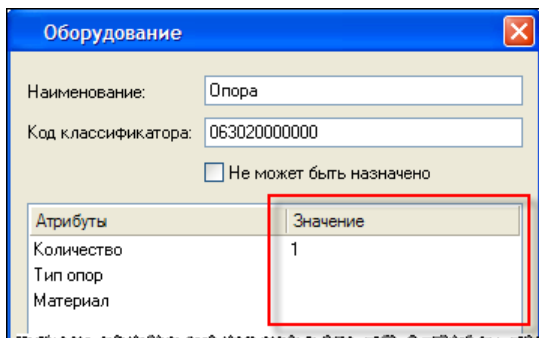 Оборудование
Наименование: Опора
Код классификатора: 063020000000
Не может быть назначено
Атрибуты Значение
Количество 1
Тип опор
Материал